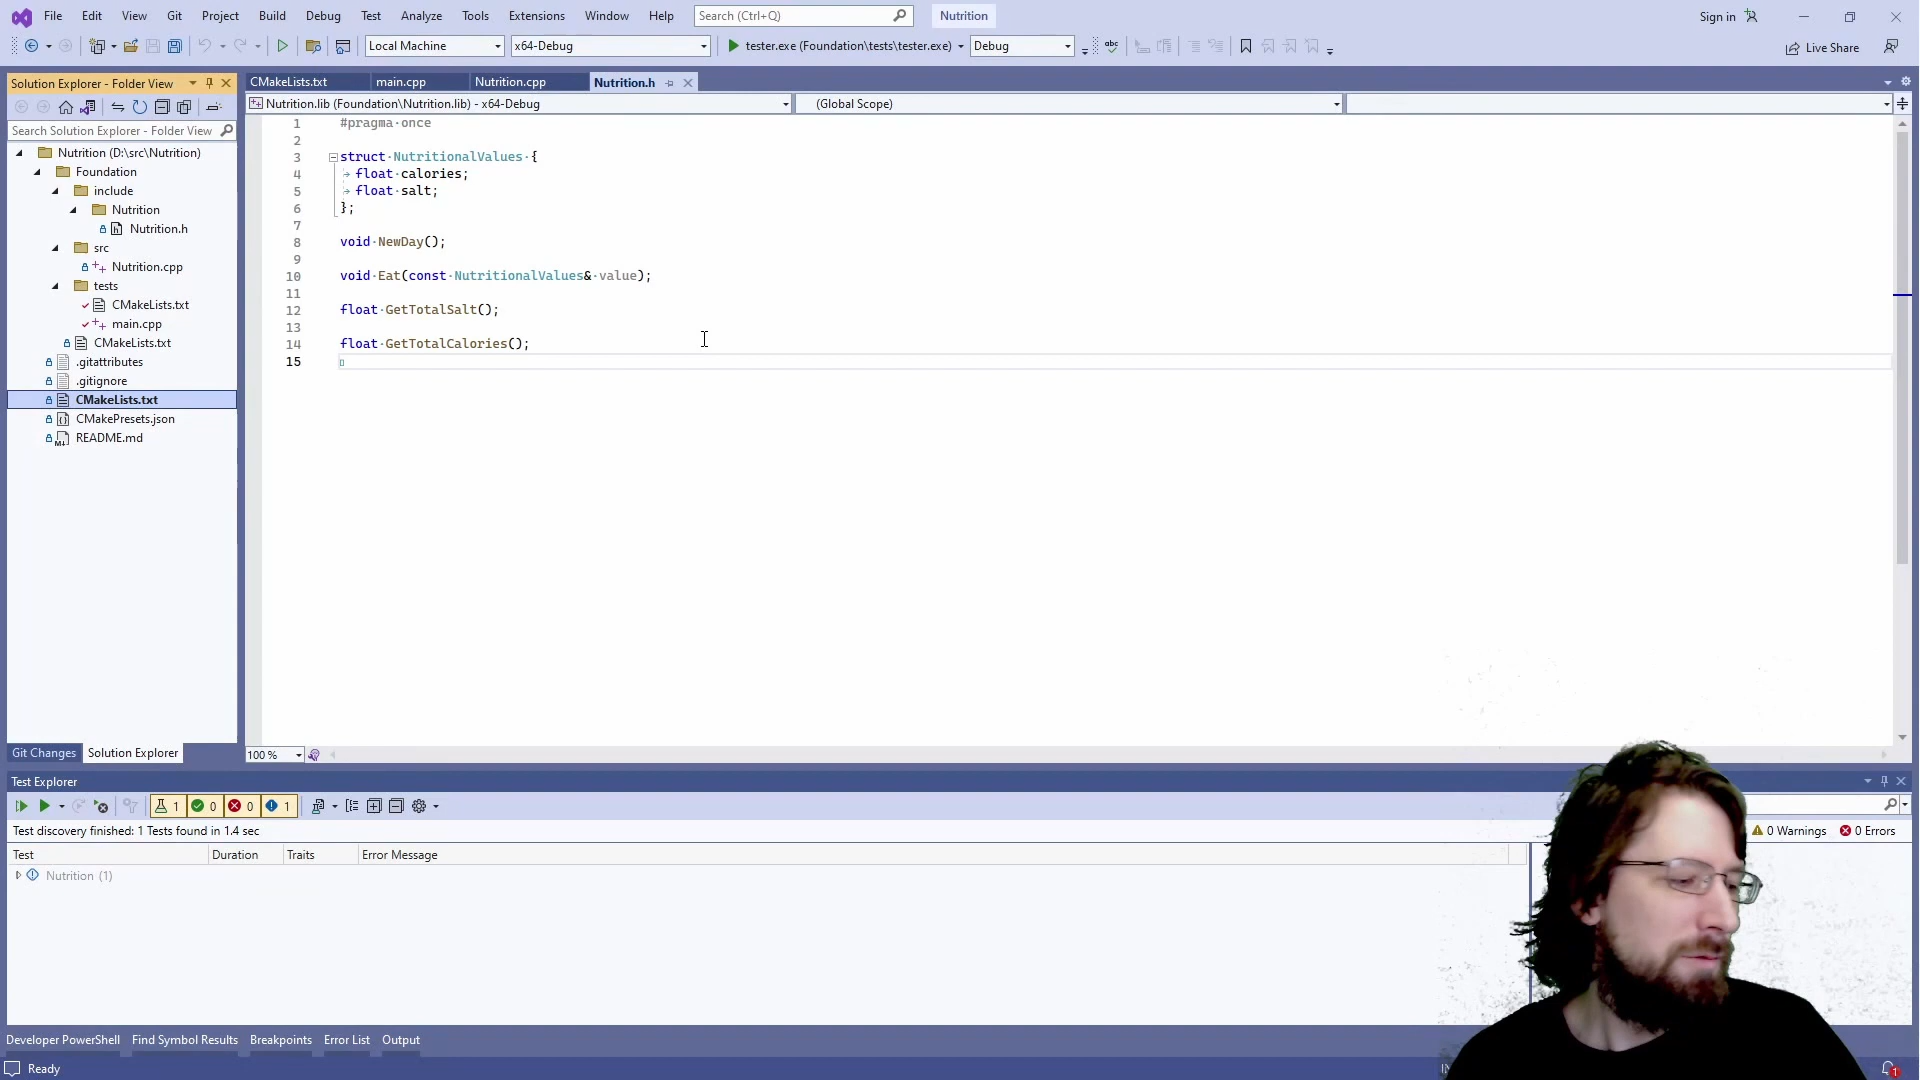 File Edit View Git Project Build Debug Test Analyze Tools Extensions Window Help Search (Ctrl+Q) Nutrition Sign in
Local Machine x64-Debug tester.exe (Foundation\tests\tester.exe) Debug abc Live Share
Solution Explorer - Folder View
CMakeLists.txt main.cpp Nutrition.cpp Nutrition.h
Nutrition.lib (Foundation\Nutrition.lib) - x64-Debug (Global Scope)
Search Solution Explorer - Folder View
Nutrition (D:\src\Nutrition)
Foundation
include
Nutrition
Nutrition.h
src
Nutrition.cpp
tests
CMakeLists.txt
main.cpp
CMakeLists.txt
.gitattributes
.gitignore
CMakeLists.txt
CMakePresets.json
README.md
Git Changes Solution Explorer
1 #pragma once
2
3 struct NutritionalValues {
4 float calories;
5 float salt;
6 };
7
8 void NewDay();
9
10 void Eat(const NutritionalValues& value);
11
12 float GetTotalSalt();
13
14 float GetTotalCalories();
15
100 %
Test Explorer
1 0 0 1
Test discovery finished: 1 Tests found in 1.4 sec 0 Warnings 0 Errors
Test Duration Traits Error Message
Nutrition (1)
Developer PowerShell Find Symbol Results Breakpoints Error List Output
Ready 1